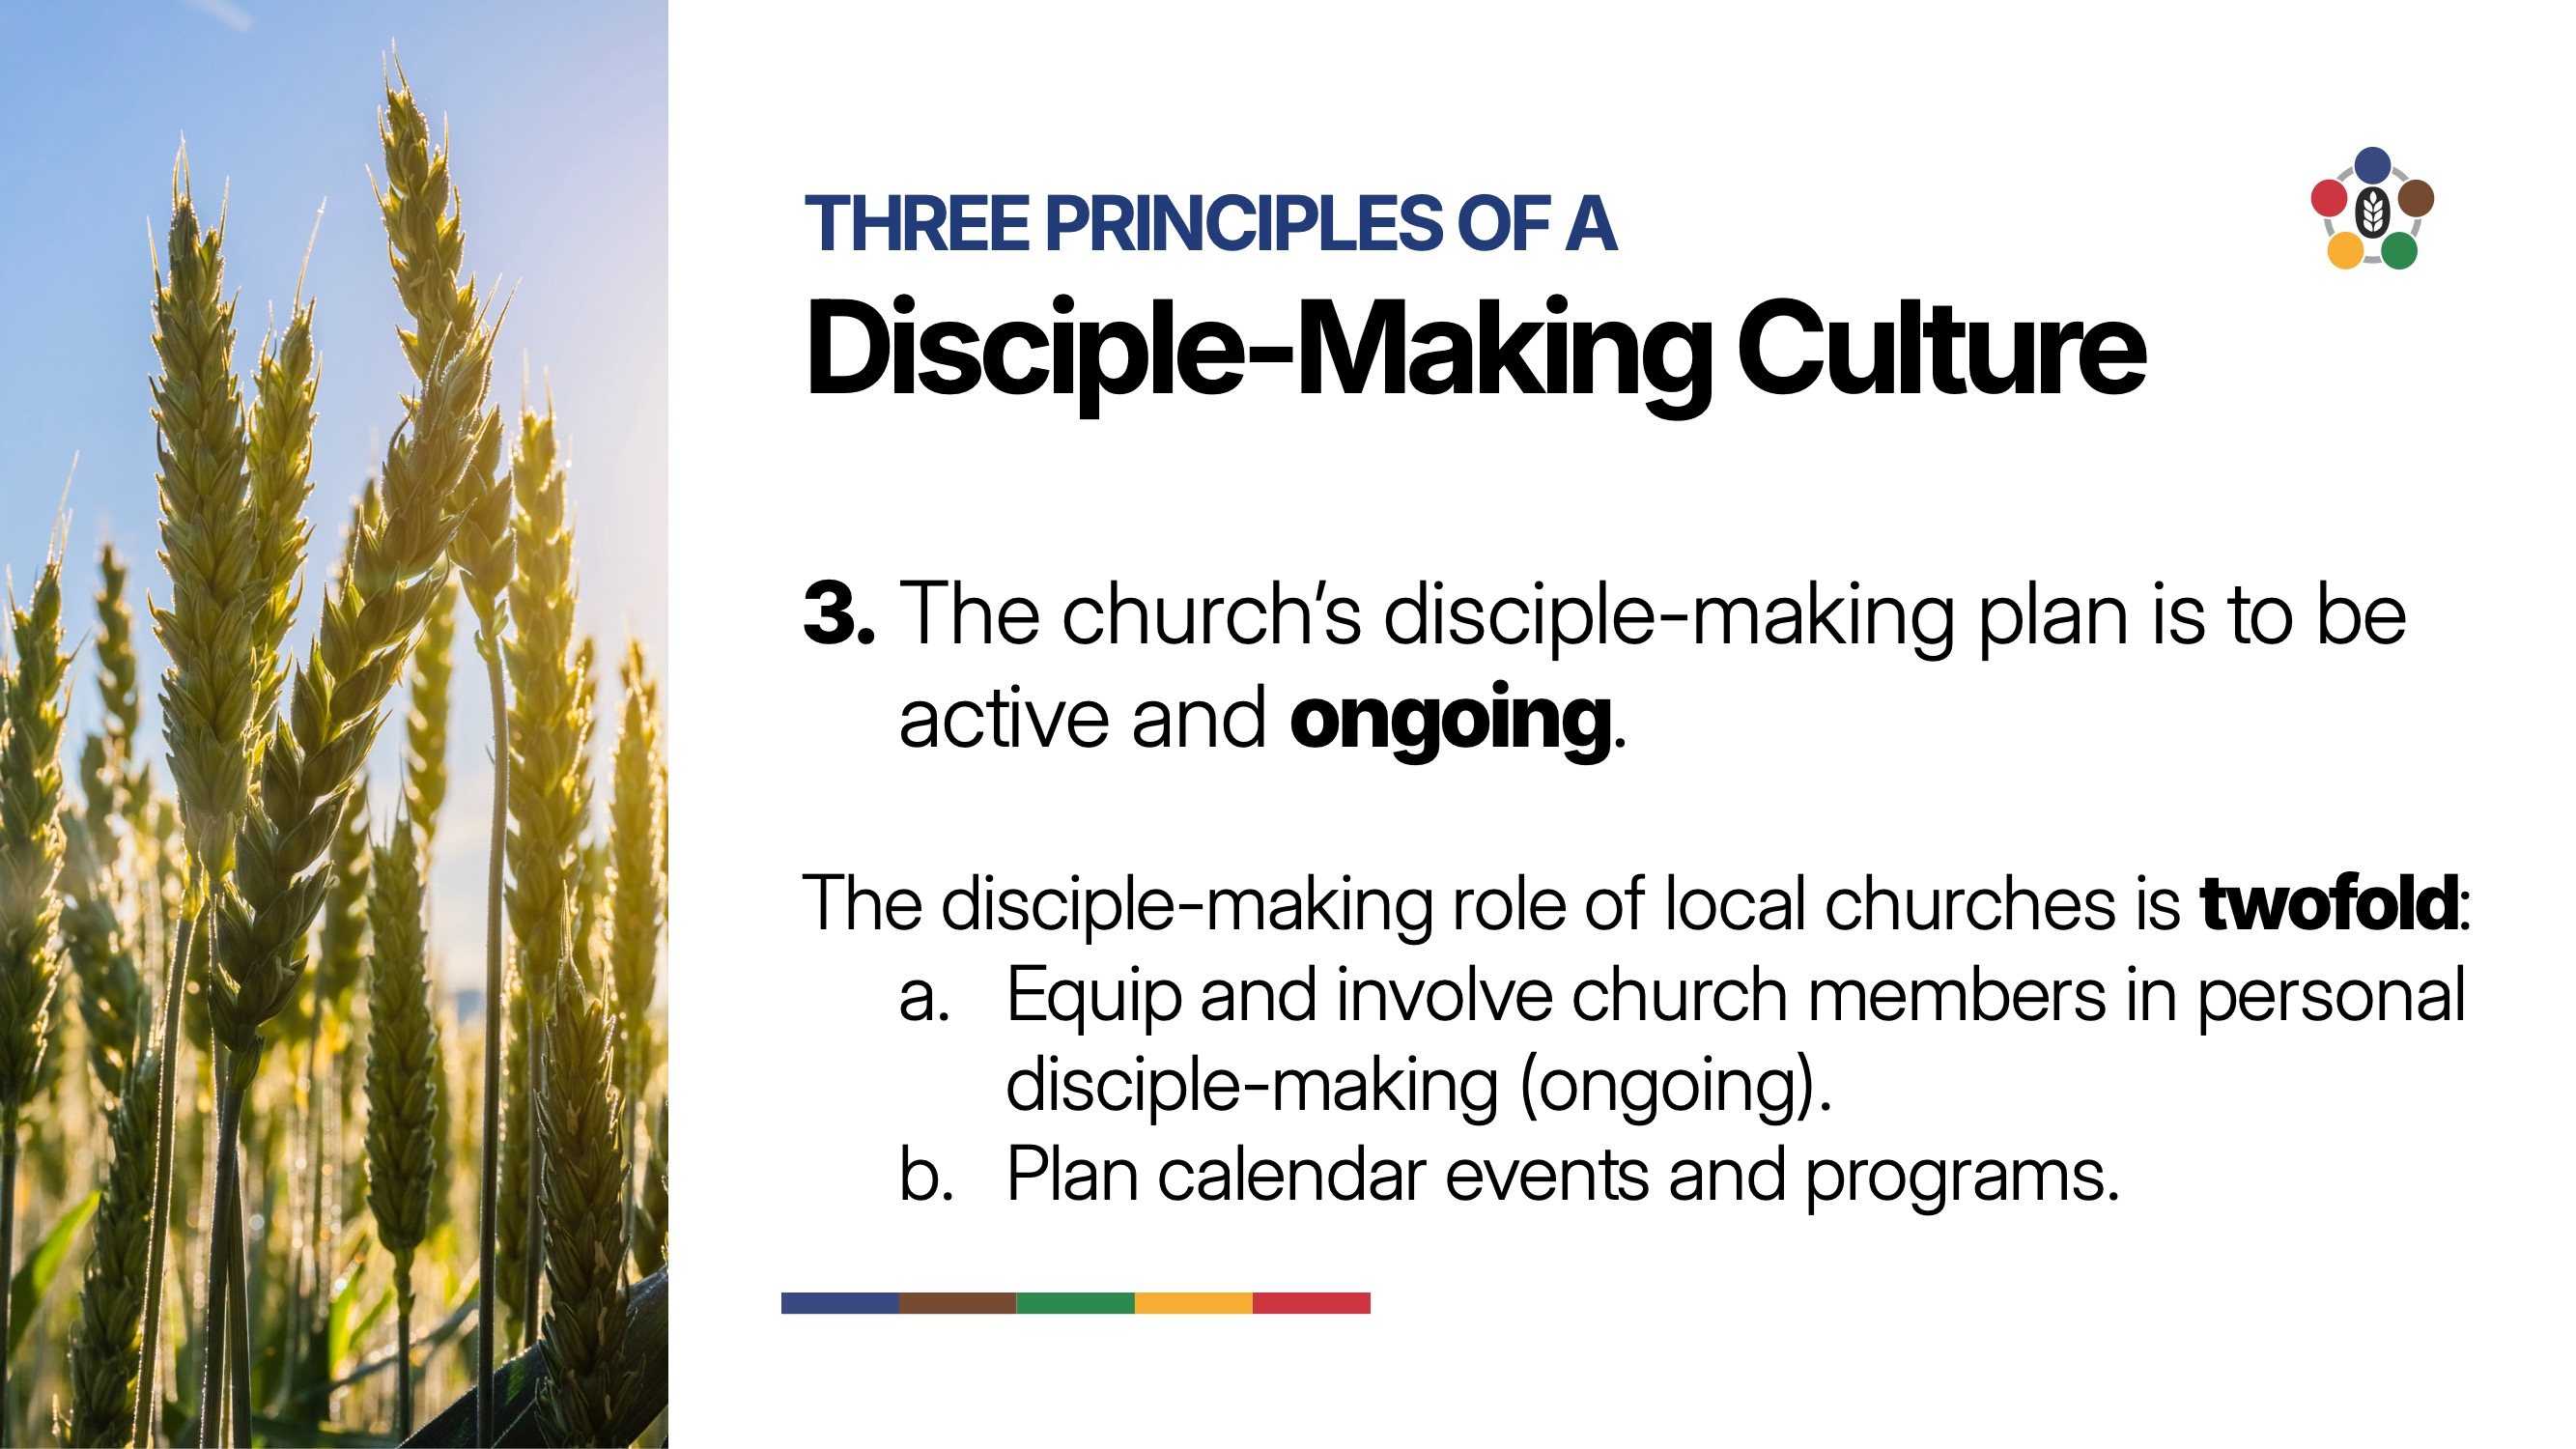 THREE PRINCIPLES OF A
Disciple-Making Culture
3. The church’s disciple-making plan is to be
active and ongoing.
The disciple-making role of local churches is twofold:
a. Equip and involve church members in personal
disciple-making (ongoing).
b. Plan calendar events and programs.